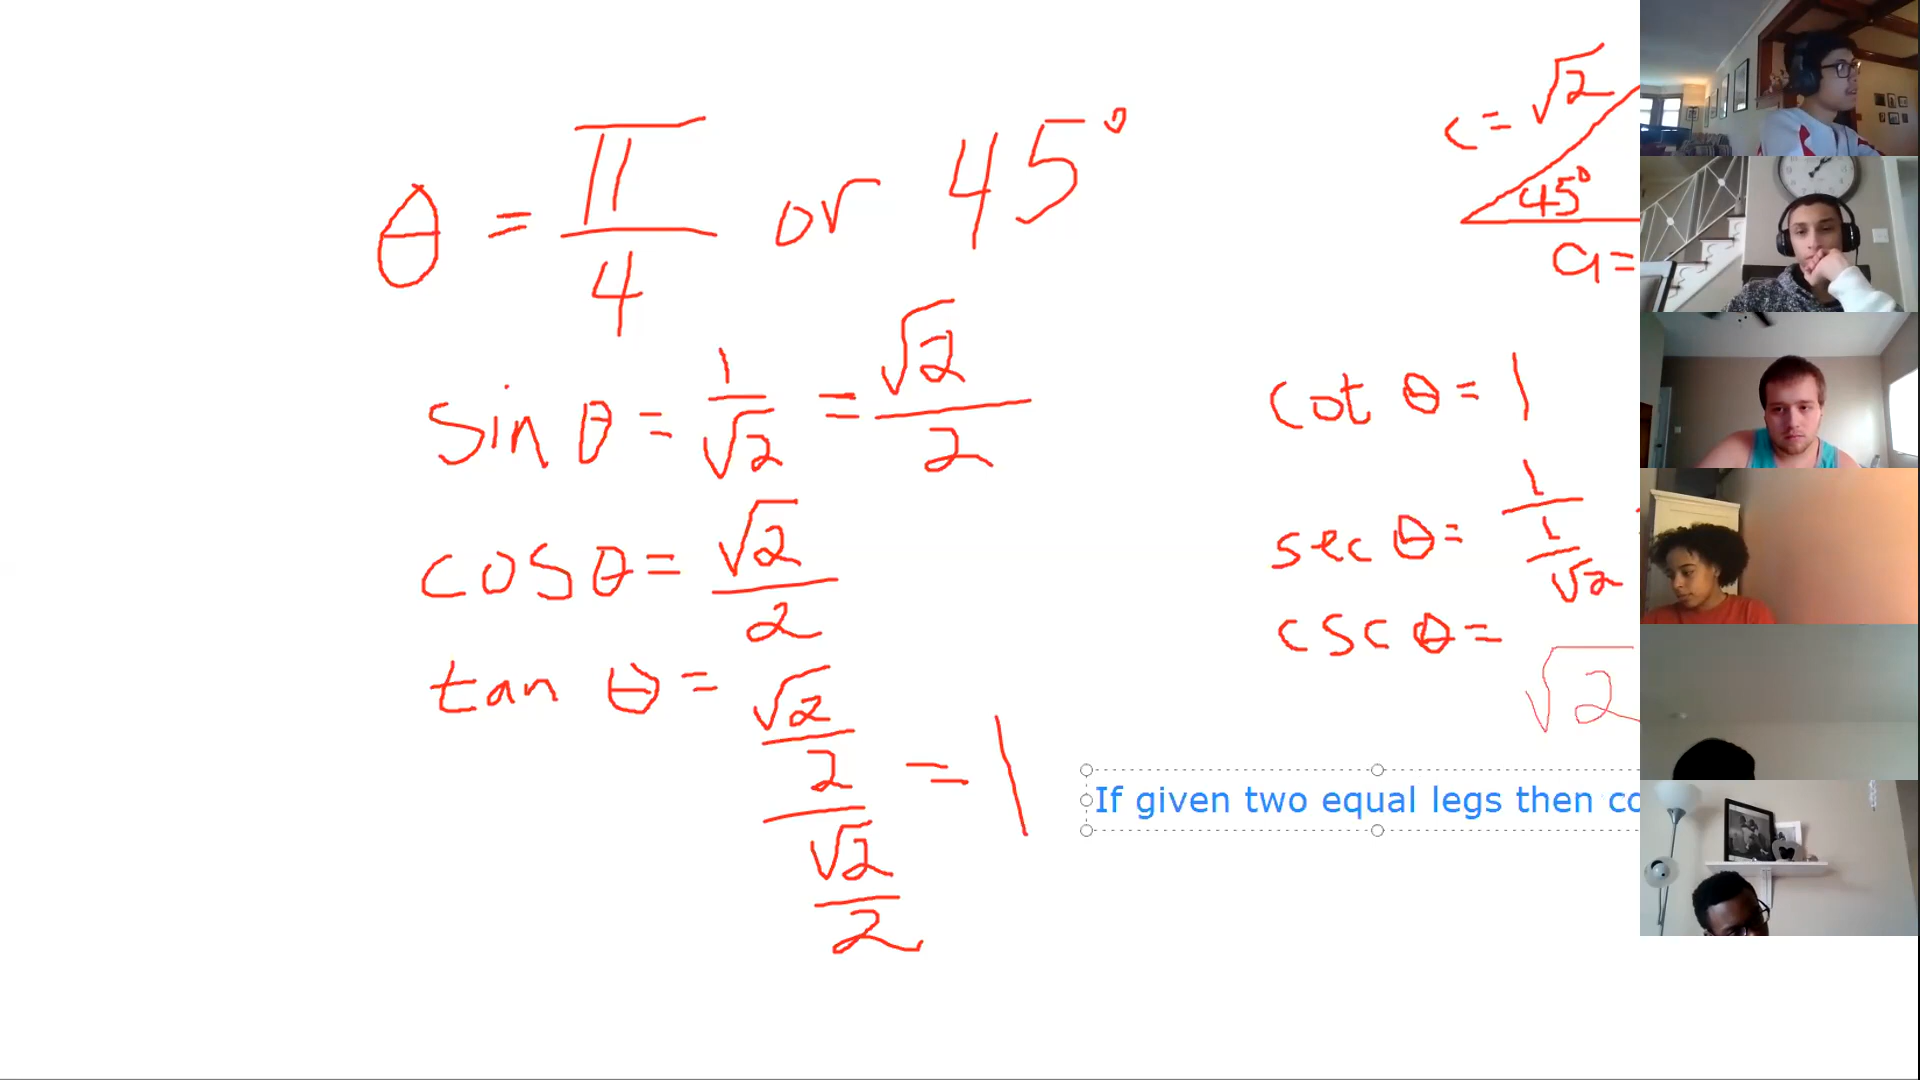 θ = π/4 or 45°
sin θ = 1/√2 = √2/2
cos θ = √2/2
tan θ = (√2/2)/(√2/2) = 1
c = √2
45°
a =
cot θ = 1
sec θ = 1/(1/√2)
csc θ =
√2
If given two equal legs then co